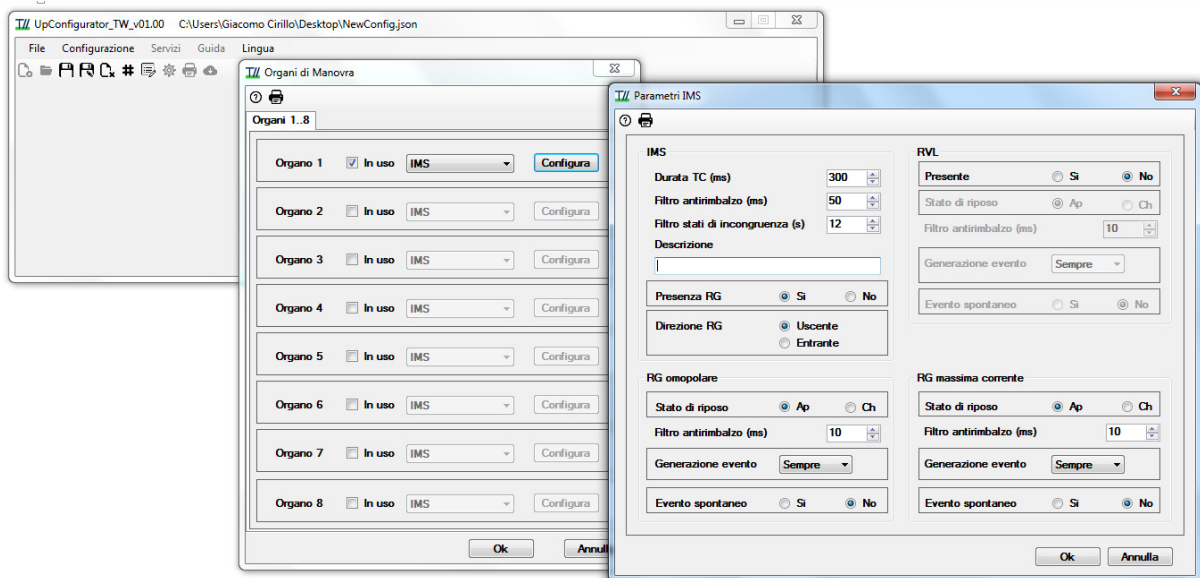 UpConfigurator_TW_v01.00 C:\Users\Giacomo Cirillo\Desktop\NewConfig.json
File Configurazione Servizi Guida Lingua
Organi di Manovra
Organi 1..8
Organo 1 In uso IMS Configura
Organo 2 In uso IMS Configura
Organo 3 In uso IMS Configura
Organo 4 In uso IMS Configura
Organo 5 In uso IMS Configura
Organo 6 In uso IMS Configura
Organo 7 In uso IMS Configura
Organo 8 In uso IMS Configura
Ok Annull
Parametri IMS
IMS
Durata TC (ms) 300
Filtro antirimbalzo (ms) 50
Filtro stati di incongruenza (s) 12
Descrizione
Presenza RG Si No
Direzione RG Uscente
Entrante
RVL
Presente Si No
Stato di riposo Ap Ch
Filtro antirimbalzo (ms) 10
Generazione evento Sempre
Evento spontaneo Si No
RG omopolare
Stato di riposo Ap Ch
Filtro antirimbalzo (ms) 10
Generazione evento Sempre
Evento spontaneo Si No
RG massima corrente
Stato di riposo Ap Ch
Filtro antirimbalzo (ms) 10
Generazione evento Sempre
Evento spontaneo Si No
Ok Annulla